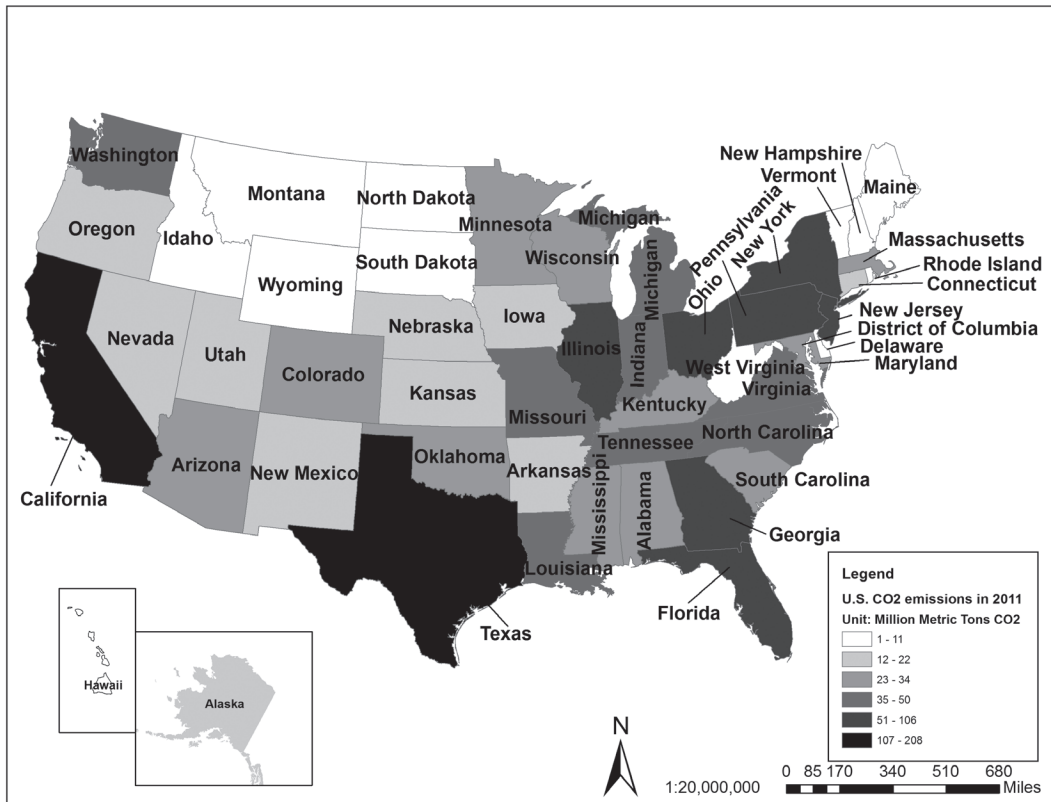 Washington
Montana
North Dakota
Minnesota
Michigan
New Hampshire
Vermont
Maine
Oregon
Idaho
Wyoming
South Dakota
Wisconsin
Michigan
Pennsylvania
New York
Ohio
Massachusetts
Rhode Island
Connecticut
New Jersey
District of Columbia
Delaware
Maryland
Nevada
Utah
Colorado
Nebraska
Iowa
Illinois
Indiana
West Virginia
Virginia
Kansas
Missouri
Kentucky
California
Arizona
New Mexico
Oklahoma
Arkansas
Tennessee
North Carolina
South Carolina
Mississippi
Alabama
Georgia
Louisiana
Texas
Florida
Hawaii
Alaska
Legend
U.S. CO2 emissions in 2011
Unit: Million Metric Tons CO2
1 - 11
12 - 22
23 - 34
35 - 50
51 - 106
107 - 208
N
1:20,000,000
0 85 170 340 510 680
Miles